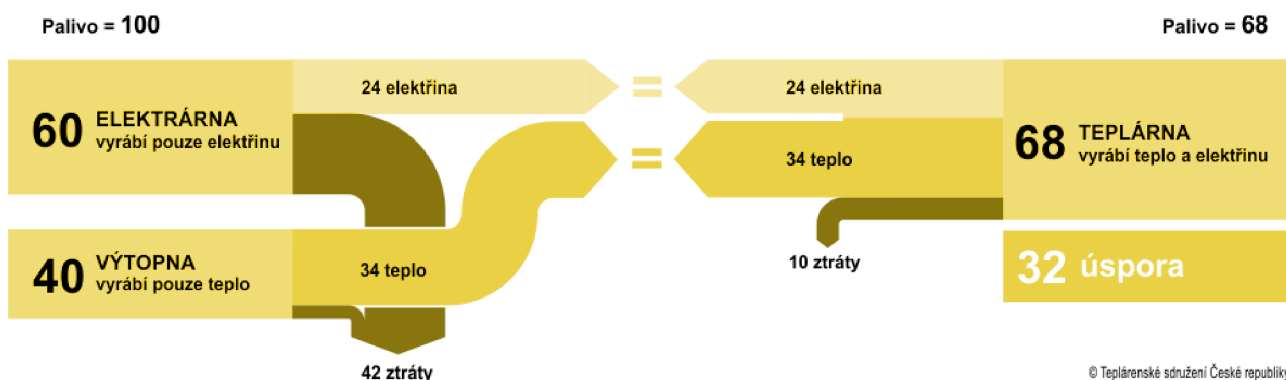 Palivo = 100
Palivo = 68
24 elektřina
60 ELEKTRÁRNA
vyrábí pouze elektřinu
40 VÝTOPNA
vyrábí pouze teplo
34 teplo
42 ztráty
=
=
24 elektřina
34 teplo
10 ztráty
68 TEPLÁRNA
vyrábí teplo a elektřinu
32 úspora
© Teplárenské sdružení České republiky